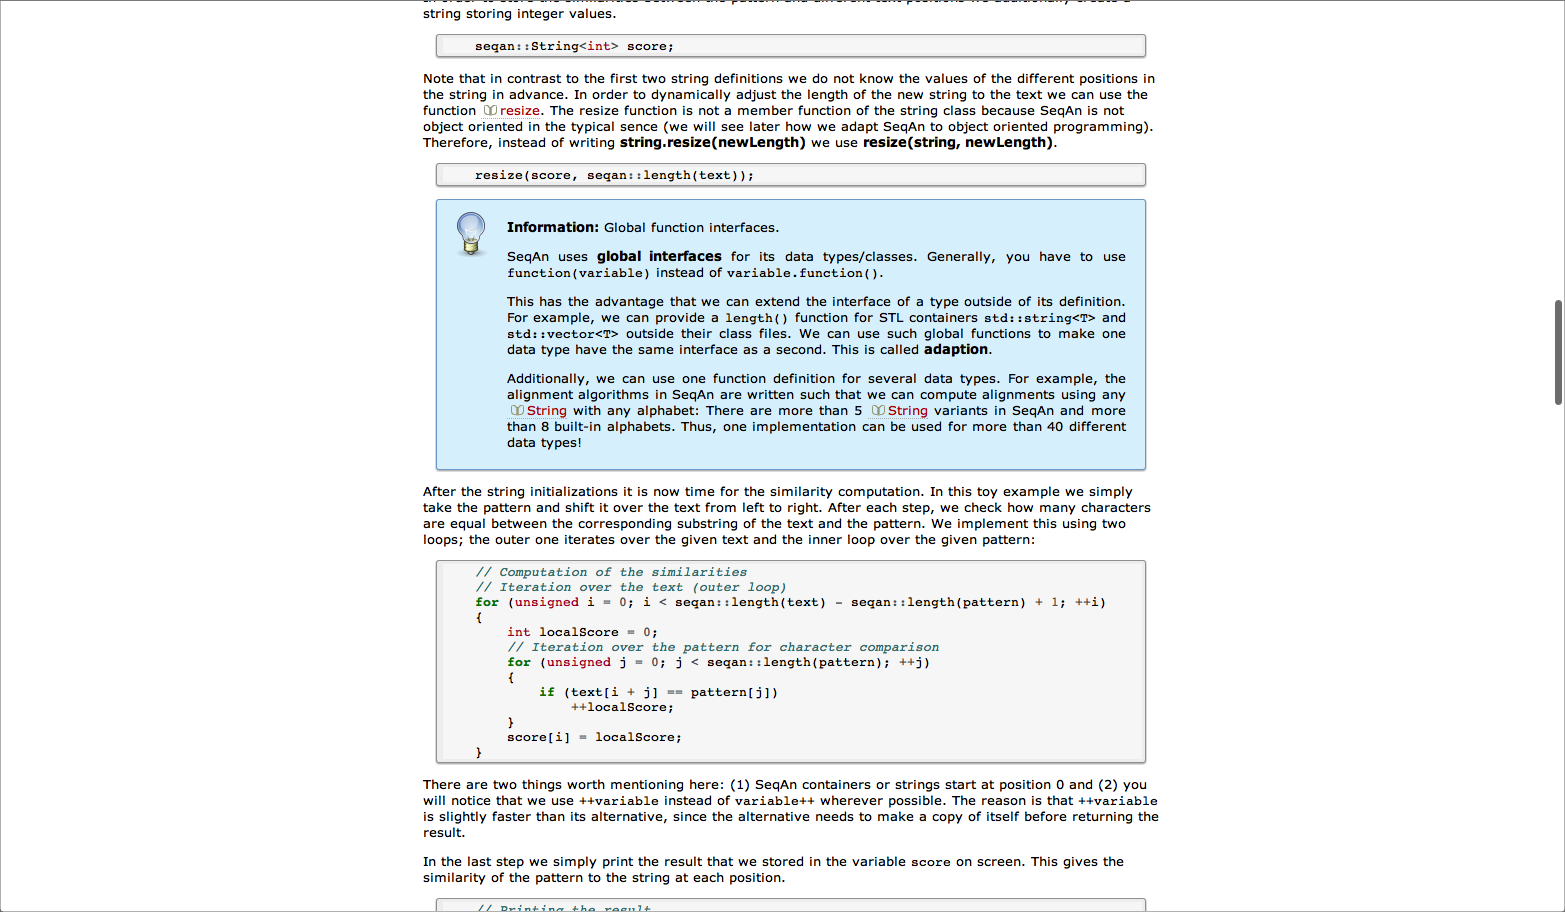 string storing integer values.
seqan::String<int> score;
Note that in contrast to the first two string definitions we do not know the values of the different positions in
the string in advance. In order to dynamically adjust the length of the new string to the text we can use the
function resize. The resize function is not a member function of the string class because SeqAn is not
object oriented in the typical sence (we will see later how we adapt SeqAn to object oriented programming).
Therefore, instead of writing string.resize(newLength) we use resize(string, newLength).
resize(score, seqan::length(text));
Information: Global function interfaces.
SeqAn uses global interfaces for its data types/classes. Generally, you have to use
function(variable) instead of variable.function().
This has the advantage that we can extend the interface of a type outside of its definition.
For example, we can provide a length() function for STL containers std::string<T> and
std::vector<T> outside their class files. We can use such global functions to make one
data type have the same interface as a second. This is called adaption.
Additionally, we can use one function definition for several data types. For example, the
alignment algorithms in SeqAn are written such that we can compute alignments using any
String with any alphabet: There are more than 5 String variants in SeqAn and more
than 8 built-in alphabets. Thus, one implementation can be used for more than 40 different
data types!
After the string initializations it is now time for the similarity computation. In this toy example we simply
take the pattern and shift it over the text from left to right. After each step, we check how many characters
are equal between the corresponding substring of the text and the pattern. We implement this using two
loops; the outer one iterates over the given text and the inner loop over the given pattern:
// Computation of the similarities
// Iteration over the text (outer loop)
for (unsigned i = 0; i < seqan::length(text) - seqan::length(pattern) + 1; ++i)
{
int localScore = 0;
// Iteration over the pattern for character comparison
for (unsigned j = 0; j < seqan::length(pattern); ++j)
{
if (text[i + j] == pattern[j])
++localScore;
}
score[i] = localScore;
}
There are two things worth mentioning here: (1) SeqAn containers or strings start at position 0 and (2) you
will notice that we use ++variable instead of variable++ wherever possible. The reason is that ++variable
is slightly faster than its alternative, since the alternative needs to make a copy of itself before returning the
result.
In the last step we simply print the result that we stored in the variable score on screen. This gives the
similarity of the pattern to the string at each position.
// Printing the result